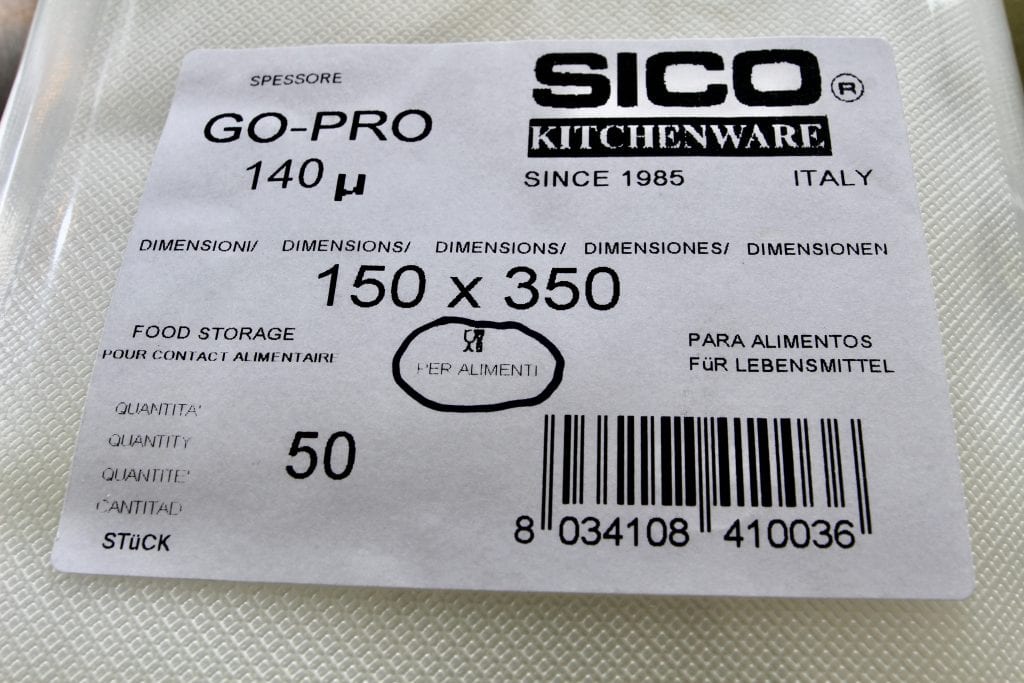 SPESSORE
GO-PRO
140 µ
SICO ®
KITCHENWARE
SINCE 1985 ITALY
DIMENSIONI/ DIMENSIONS/ DIMENSIONS/ DIMENSIONES/ DIMENSIONEN
150 x 350
FOOD STORAGE
POUR CONTACT ALIMENTAIRE
PER ALIMENTI
PARA ALIMENTOS
FüR LEBENSMITTEL
QUANTITA'
QUANTITY
QUANTITE'
CANTITAD
STüCK
50
8 034108 410036